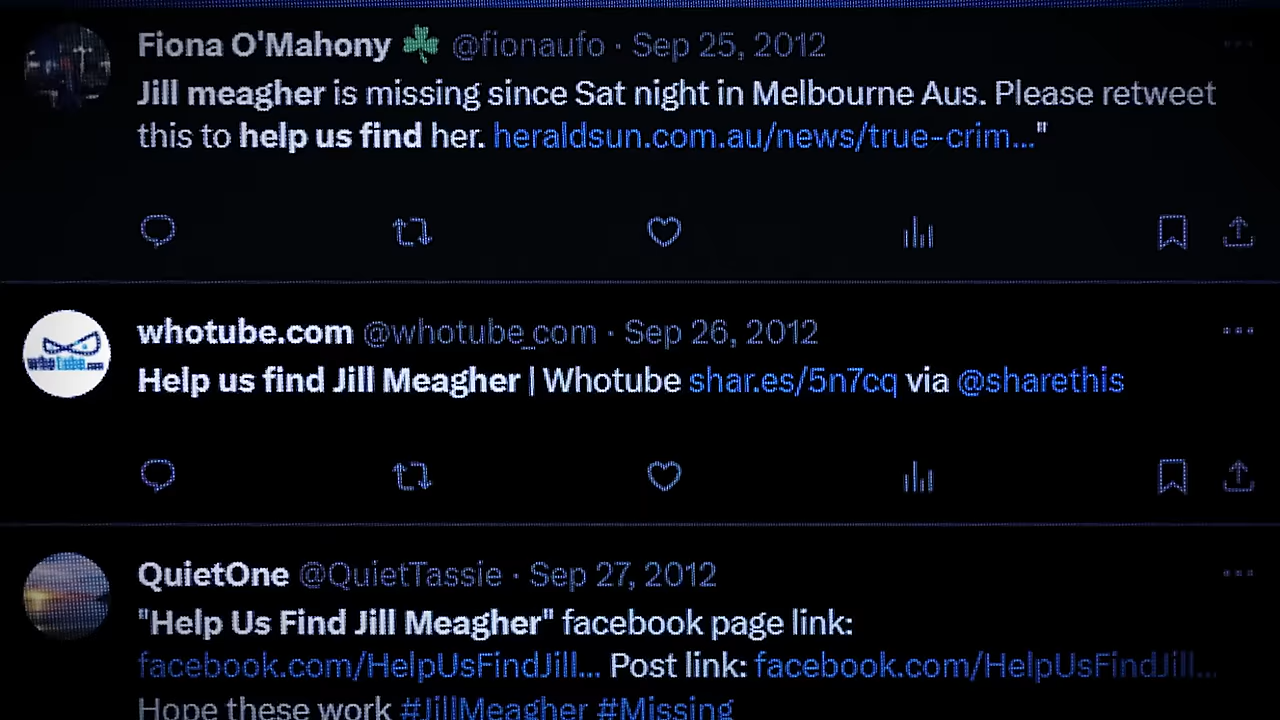 Fiona O'Mahony ☘ @fionaufo · Sep 25, 2012
Jill meagher is missing since Sat night in Melbourne Aus. Please retweet
this to help us find her. heraldsun.com.au/news/true-crim..."
whotube.com @whotube_com · Sep 26, 2012
Help us find Jill Meagher | Whotube shar.es/5n7cq via @sharethis
QuietOne @QuietTassie · Sep 27, 2012
"Help Us Find Jill Meagher" facebook page link:
facebook.com/HelpUsFindJill... Post link: facebook.com/HelpUsFindJill...
Hope these work #JillMeagher #Missing